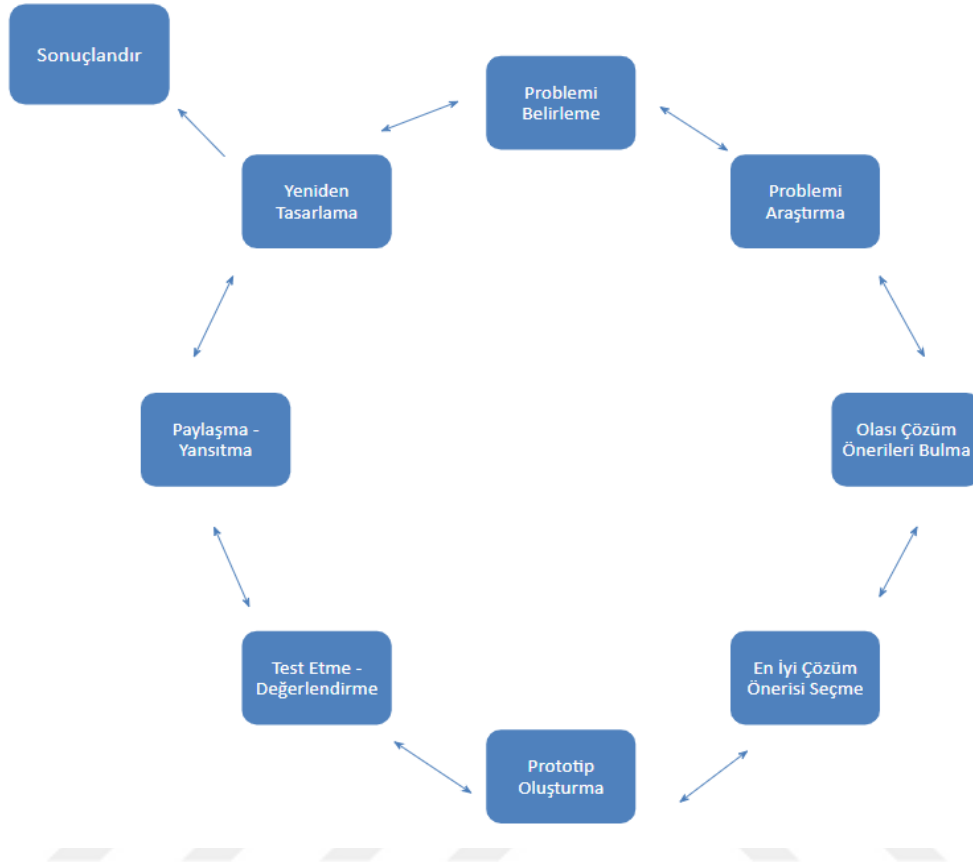 Sonuçlandır
Problemi
Belirleme
Problemi
Araştırma
Olası Çözüm
Önerileri Bulma
En İyi Çözüm
Önerisi Seçme
Prototip
Oluşturma
Test Etme -
Değerlendirme
Paylaşma -
Yansıtma
Yeniden
Tasarlama